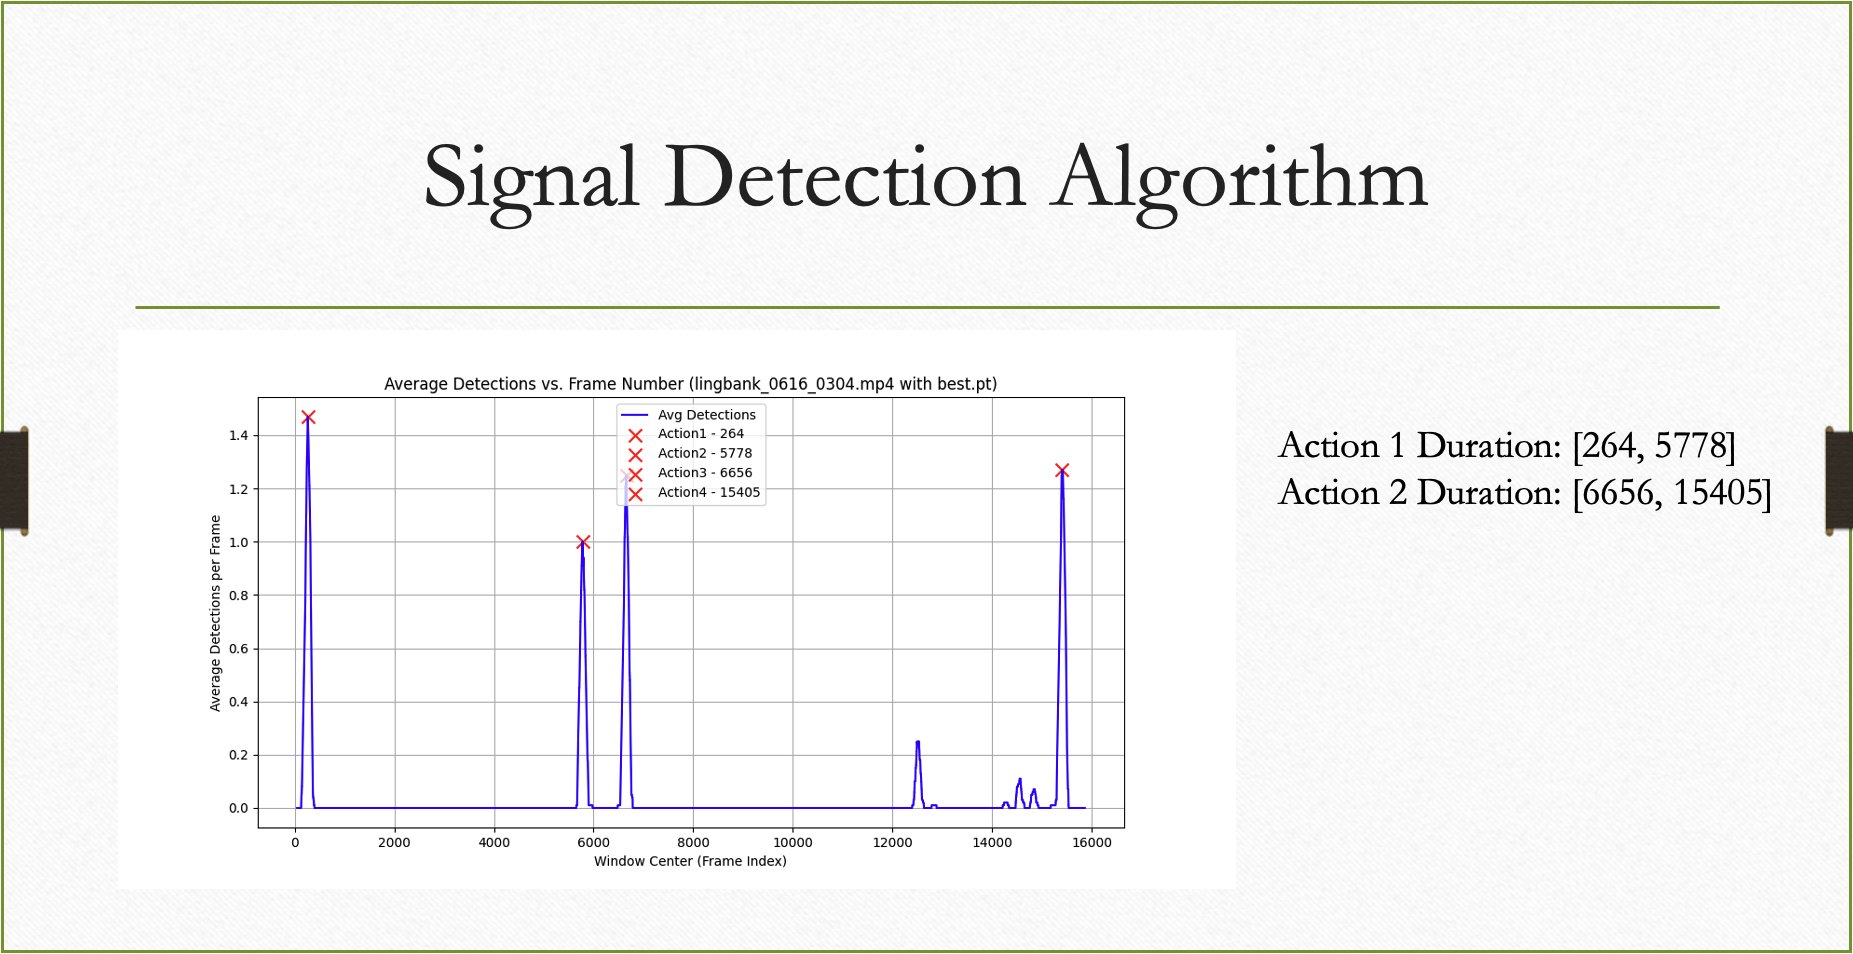 Signal Detection Algorithm
Average Detections vs. Frame Number (lingbank_0616_0304.mp4 with best.pt)
Avg Detections
Action1 - 264
Action2 - 5778
Action3 - 6656
Action4 - 15405
1.4
1.2
1.0
0.8
0.6
0.4
0.2
0.0
Average Detections per Frame
0 2000 4000 6000 8000 10000 12000 14000 16000
Window Center (Frame Index)
Action 1 Duration: [264, 5778]
Action 2 Duration: [6656, 15405]